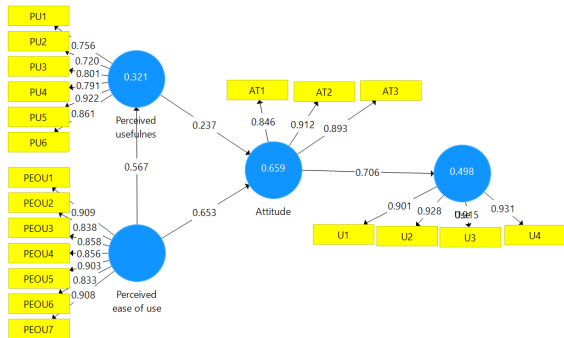 PU1
PU2
PU3
PU4
PU5
PU6
0.756
0.720
0.801
0.791
0.922
0.861
0.321
Perceived
usefulnes
0.567
0.237
0.653
PEOU1
PEOU2
PEOU3
PEOU4
PEOU5
PEOU6
PEOU7
0.909
0.838
0.858
0.856
0.903
0.833
0.908
Perceived
ease of use
AT1
AT2
AT3
0.846
0.912
0.893
0.659
Attitude
0.706
0.498
0.901
0.928
0.915
0.931
U1
U2
U3
U4